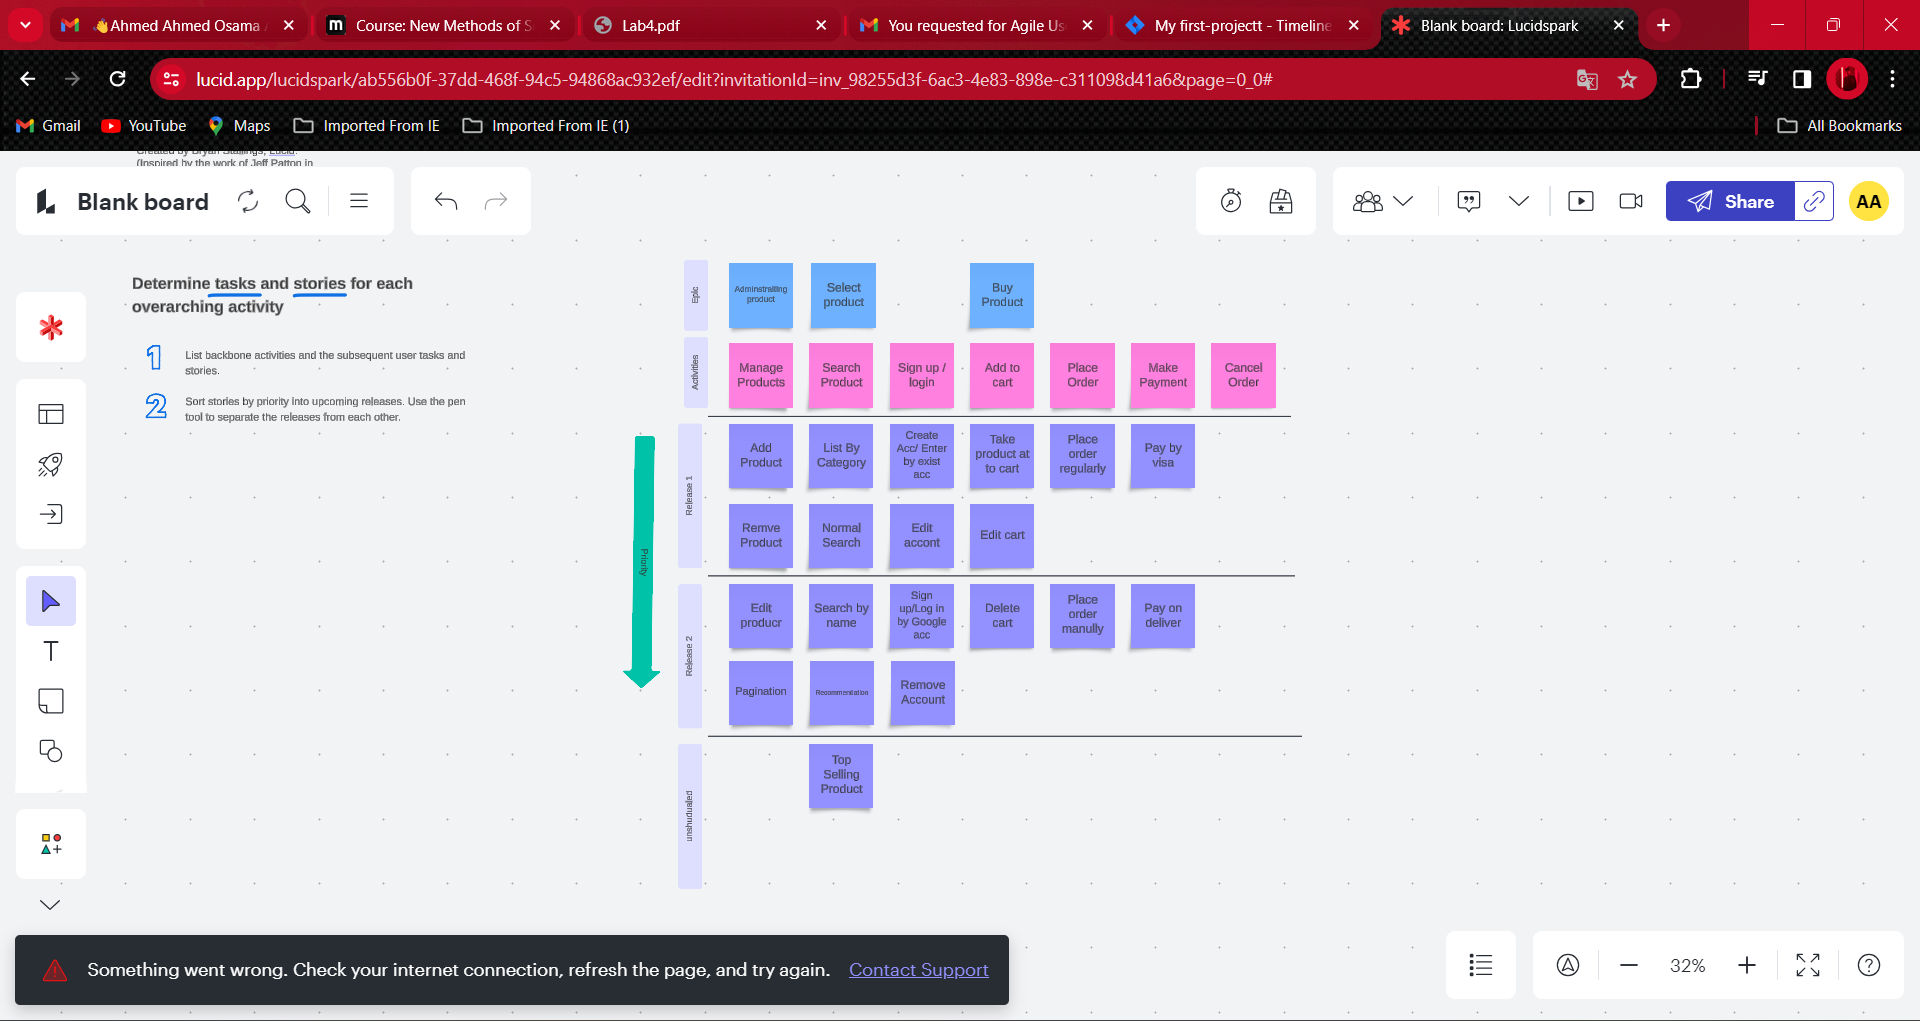 Ahmed Ahmed Osama
Course: New Methods of S
Lab4.pdf
You requested for Agile Us
My first-projectt - Timeline
Blank board: Lucidspark
lucid.app/lucidspark/ab556b0f-37dd-468f-94c5-94868ac932ef/edit?invitationId=inv_98255d3f-6ac3-4e83-898e-c311098d41a6&page=0_0#
Gmail
YouTube
Maps
Imported From IE
Imported From IE (1)
All Bookmarks
Created by Bryan Stallings, Lucid.
(Inspired by the work of Jeff Patton in
Blank board
Share
AA
Determine tasks and stories for each
overarching activity
1
List backbone activities and the subsequent user tasks and
stories.
2
Sort stories by priority into upcoming releases. Use the pen
tool to separate the releases from each other.
Priority
Epic
Adminstraiting
product
Select
product
Buy
Product
Activities
Manage
Products
Search
Product
Sign up /
login
Add to
cart
Place
Order
Make
Payment
Cancel
Order
Release 1
Add
Product
List By
Category
Create
Acc/ Enter
by exist
acc
Take
product at
to cart
Place
order
regularly
Pay by
visa
Remve
Product
Normal
Search
Edit
accont
Edit cart
Release 2
Edit
producr
Search by
name
Sign
up/Log in
by Google
acc
Delete
cart
Place
order
manully
Pay on
deliver
Pagination
Recommentation
Remove
Account
unshudualed
Top
Selling
Product
Something went wrong. Check your internet connection, refresh the page, and try again. Contact Support
32%